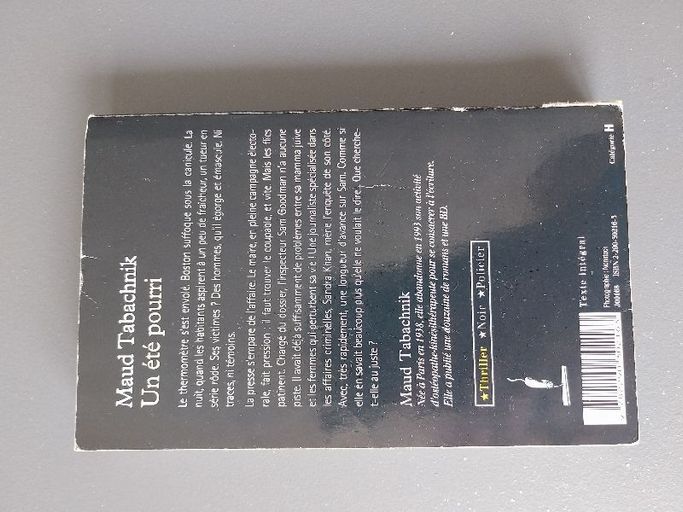 Maud Tabachnik
Un été pourri
Le thermomètre s'est envolé. Boston suffoque sous la canicule. La
nuit, quand les habitants aspirent à un peu de fraîcheur, un tueur en
série rôde. Ses victimes ? Des hommes, qu'il égorge et émascule. Ni
traces, ni témoins.
La presse s'empare de l'affaire. Le maire, en pleine campagne électo-
rale, fait pression : il faut trouver le coupable, et vite. Mais les flics
patinent. Chargé du dossier, l'inspecteur Sam Goodman n'a aucune
piste. Il avait déjà suffisamment de problèmes entre sa mamma juive
et les femmes qui perturbent sa vie ! Une journaliste spécialisée dans
les affaires criminelles, Sandra Khan, mène l'enquête de son côté.
Avec, très rapidement, une longueur d'avance sur Sam. Comme si
elle en savait beaucoup plus qu'elle ne voulait le dire... Que cherche-
t-elle au juste ?
Maud Tabachnik
Née à Paris en 1938, elle abandonne en 1993 son activité
d'ostéopathe-kinésithérapeute pour se consacrer à l'écriture.
Elle a publié une douzaine de romans et une BD.
★Thriller ★Noir ★Policier
Texte intégral
Photographie :
Catégorie H